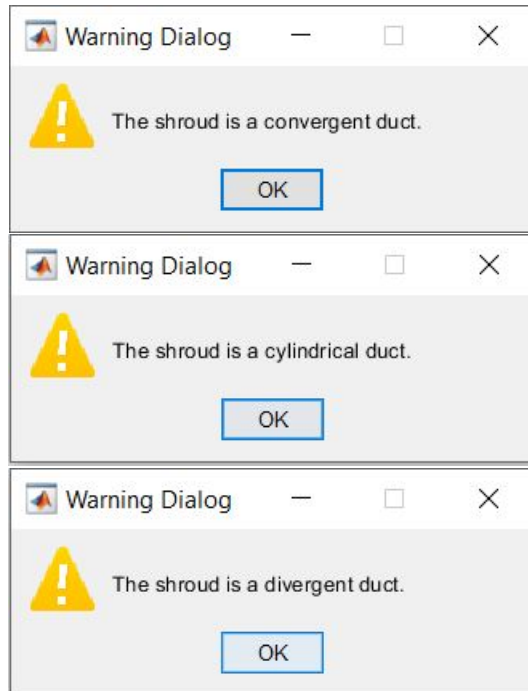 Warning Dialog
The shroud is a convergent duct.
OK
Warning Dialog
The shroud is a cylindrical duct.
OK
Warning Dialog
The shroud is a divergent duct.
OK